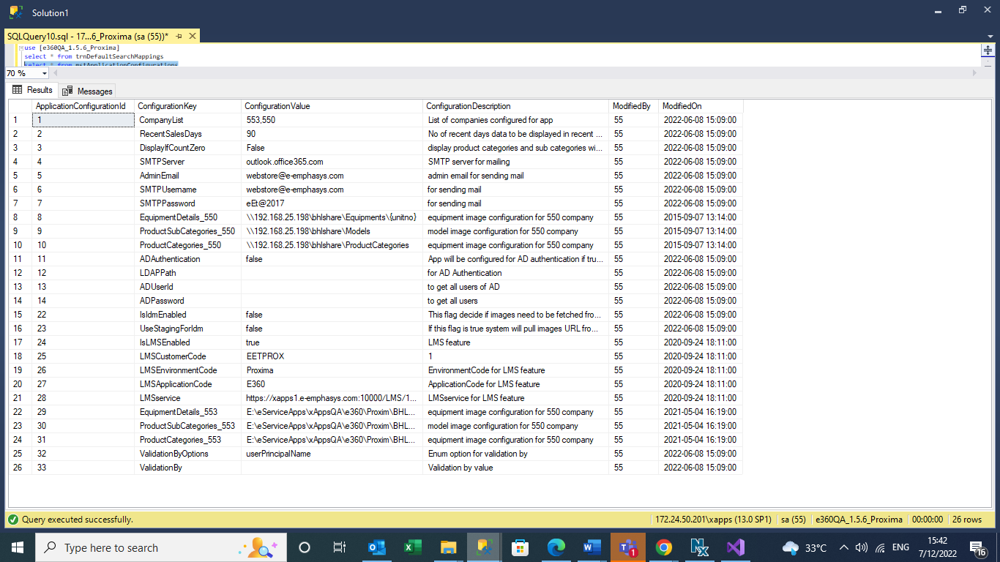 Solution1
SQLQuery10.sql - 17...6_Proxima (sa (55))*
use [e360QA_1.5.6_Proxima]
select * from trnDefaultSearchMappings
select * from mstApplicationConfigurations
70 %
Results Messages
ApplicationConfigurationId ConfigurationKey ConfigurationValue ConfigurationDescription ModifiedBy ModifiedOn
1 1 CompanyList 553,550 List of companies configured for app 55 2022-06-08 15:09:00
2 2 RecentSalesDays 90 No of recent days data to be displayed in recent ... 55 2022-06-08 15:09:00
3 3 DisplayIfCountZero False display product categories and sub categories wi... 55 2022-06-08 15:09:00
4 4 SMTPServer outlook.office365.com SMTP server for mailing 55 2022-06-08 15:09:00
5 5 AdminEmail webstore@e-emphasys.com admin email for sending mail 55 2022-06-08 15:09:00
6 6 SMTPUsername webstore@e-emphasys.com for sending mail 55 2022-06-08 15:09:00
7 7 SMTPPassword eEt@2017 for sending mail 55 2022-06-08 15:09:00
8 8 EquipmentDetails_550 \\192.168.25.198\bhlshare\Equipments\{unitno} equipment image configuration for 550 company 55 2015-09-07 13:14:00
9 9 ProductSubCategories_550 \\192.168.25.198\bhlshare\Models model image configuration for 550 company 55 2015-09-07 13:14:00
10 10 ProductCategories_550 \\192.168.25.198\bhlshare\ProductCategories equipment image configuration for 550 company 55 2015-09-07 13:14:00
11 11 ADAuthentication false App will be configured for AD authentication if tru... 55 2022-06-08 15:09:00
12 12 LDAPPath for AD Authentication 55 2022-06-08 15:09:00
13 13 ADUserId to get all users of AD 55 2022-06-08 15:09:00
14 14 ADPassword to get all users 55 2022-06-08 15:09:00
15 22 IsIdmEnabled false This flag decide if images need to be fetched fro... 55 2022-06-08 15:09:00
16 23 UseStagingForIdm false If this flag is true system will pull images URL fro... 55 2022-06-08 15:09:00
17 24 IsLMSEnabled true LMS feature 55 2020-09-24 18:11:00
18 25 LMSCustomerCode EETPROX 1 55 2020-09-24 18:11:00
19 26 LMSEnvironmentCode Proxima EnvironmentCode for LMS feature 55 2020-09-24 18:11:00
20 27 LMSApplicationCode E360 ApplicationCode for LMS feature 55 2020-09-24 18:11:00
21 28 LMSservice https://xapps1.e-emphasys.com:10000/LMS/1... LMSservice for LMS feature 55 2020-09-24 18:11:00
22 29 EquipmentDetails_553 E:\eServiceApps\xAppsQA\e360\Proxim\BHL... equipment image configuration for 550 company 55 2021-05-04 16:19:00
23 30 ProductSubCategories_553 E:\eServiceApps\xAppsQA\e360\Proxim\BHL... model image configuration for 550 company 55 2021-05-04 16:19:00
24 31 ProductCategories_553 E:\eServiceApps\xAppsQA\e360\Proxim\BHL... equipment image configuration for 550 company 55 2021-05-04 16:19:00
25 32 ValidationByOptions userPrincipalName Enum option for validation by 55 2022-06-08 15:09:00
26 33 ValidationBy Validation by value 55 2022-06-08 15:09:00
Query executed successfully. 172.24.50.201\xapps (13.0 SP1) sa (55) e360QA_1.5.6_Proxima 00:00:00 26 rows
Type here to search 1 33°C ENG 15:42
7/12/2022 16